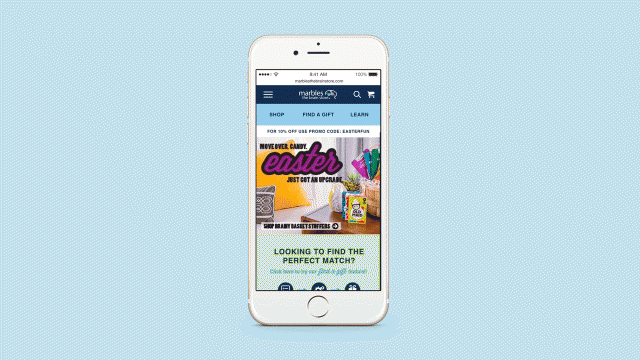 9:41 AM
100%
marblesthebrainstore.com
marbles
the brain store
SHOP
FIND A GIFT
LEARN
FOR 10% OFF USE PROMO CODE: EASTERFUN
MOVE OVER, CANDY.
easter
JUST GOT AN UPGRADE.
SHOP BRAINY BASKET STUFFERS
LOOKING TO FIND THE
PERFECT MATCH?
Click here to try our find-a-gift feature!